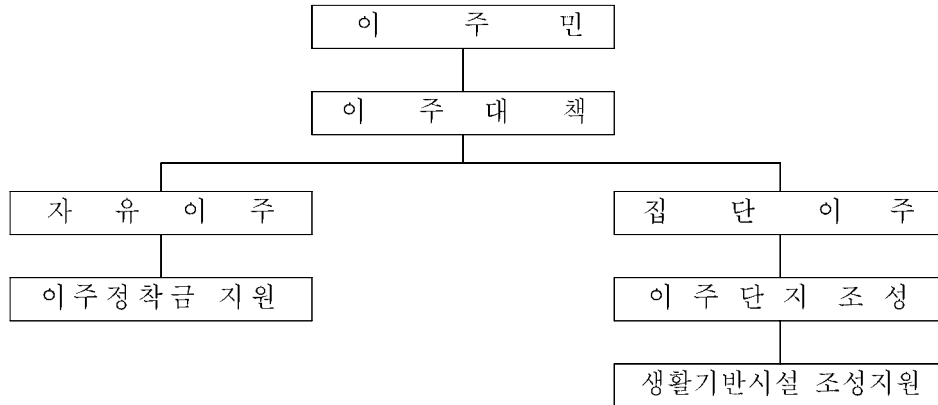 이 주 민
이 주 대 책
자 유 이 주
집 단 이 주
이주정착금 지원
이 주 단 지 조 성
생활기반시설 조성지원